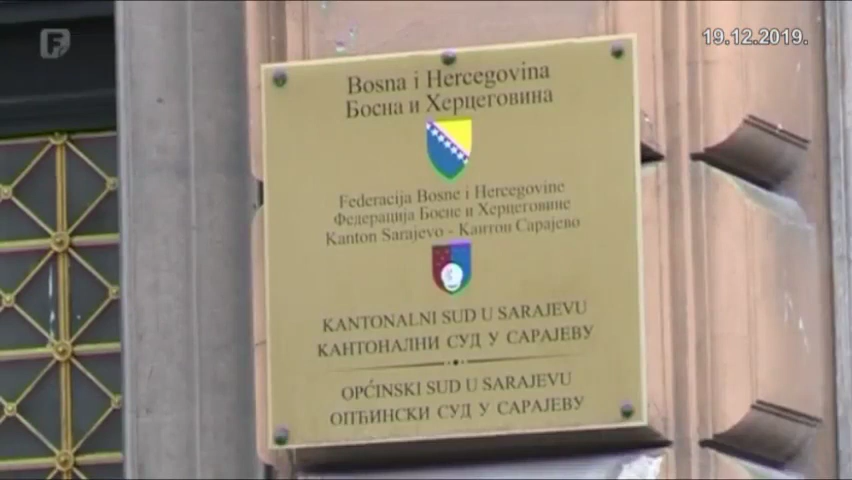 F
19.12.2019.
Bosna i Hercegovina
Босна и Херцеговина
Federacija Bosne i Hercegovine
Федерација Босне и Херцеговине
Kanton Sarajevo - Кантон Сарајево
KANTONALNI SUD U SARAJEVU
КАНТОНАЛНИ СУД У САРАЈЕВУ
OPĆINSKI SUD U SARAJEVU
ОПЋИНСКИ СУД У САРАЈЕВУ